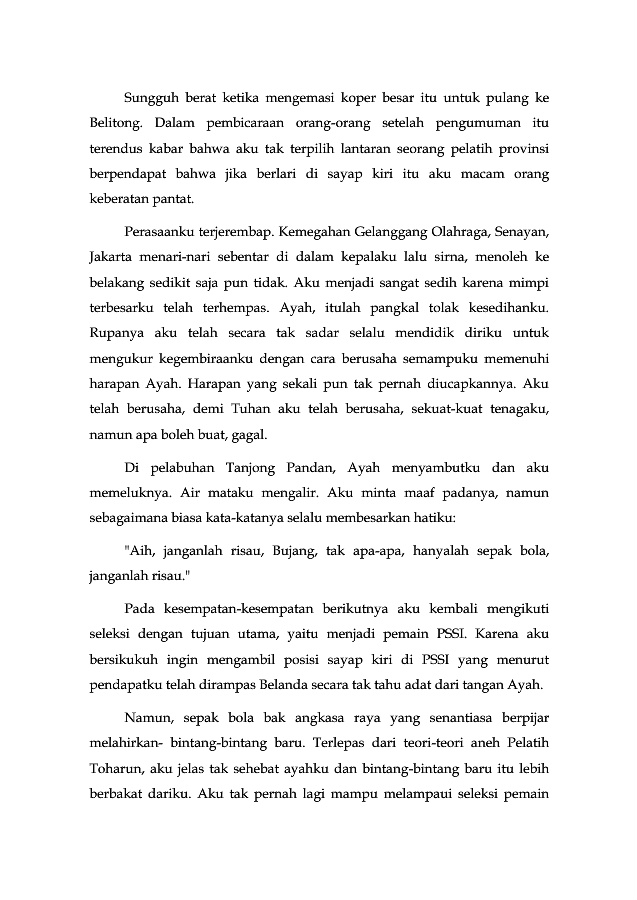 Sungguh berat ketika mengemasi koper besar itu untuk pulang ke
Belitong. Dalam pembicaraan orang-orang setelah pengumuman itu
terendus kabar bahwa aku tak terpilih lantaran seorang pelatih provinsi
berpendapat bahwa jika berlari di sayap kiri itu aku macam orang
keberatan pantat.
Perasaanku terjerembap. Kemegahan Gelanggang Olahraga, Senayan,
Jakarta menari-nari sebentar di dalam kepalaku lalu sirna, menoleh ke
belakang sedikit saja pun tidak. Aku menjadi sangat sedih karena mimpi
terbesarku telah terhempas. Ayah, itulah pangkal tolak kesedihanku.
Rupanya aku telah secara tak sadar selalu mendidik diriku untuk
mengukur kegembiraanku dengan cara berusaha semampuku memenuhi
harapan Ayah. Harapan yang sekali pun tak pernah diucapkannya. Aku
telah berusaha, demi Tuhan aku telah berusaha, sekuat-kuat tenagaku,
namun apa boleh buat, gagal.
Di pelabuhan Tanjong Pandan, Ayah menyambutku dan aku
memeluknya. Air mataku mengalir. Aku minta maaf padanya, namun
sebagaimana biasa kata-katanya selalu membesarkan hatiku:
"Aih, janganlah risau, Bujang, tak apa-apa, hanyalah sepak bola,
janganlah risau."
Pada kesempatan-kesempatan berikutnya aku kembali mengikuti
seleksi dengan tujuan utama, yaitu menjadi pemain PSSI. Karena aku
bersikukuh ingin mengambil posisi sayap kiri di PSSI yang menurut
pendapatku telah dirampas Belanda secara tak tahu adat dari tangan Ayah.
Namun, sepak bola bak angkasa raya yang senantiasa berpijar
melahirkan- bintang-bintang baru. Terlepas dari teori-teori aneh Pelatih
Toharun, aku jelas tak sehebat ayahku dan bintang-bintang baru itu lebih
berbakat dariku. Aku tak pernah lagi mampu melampaui seleksi pemain